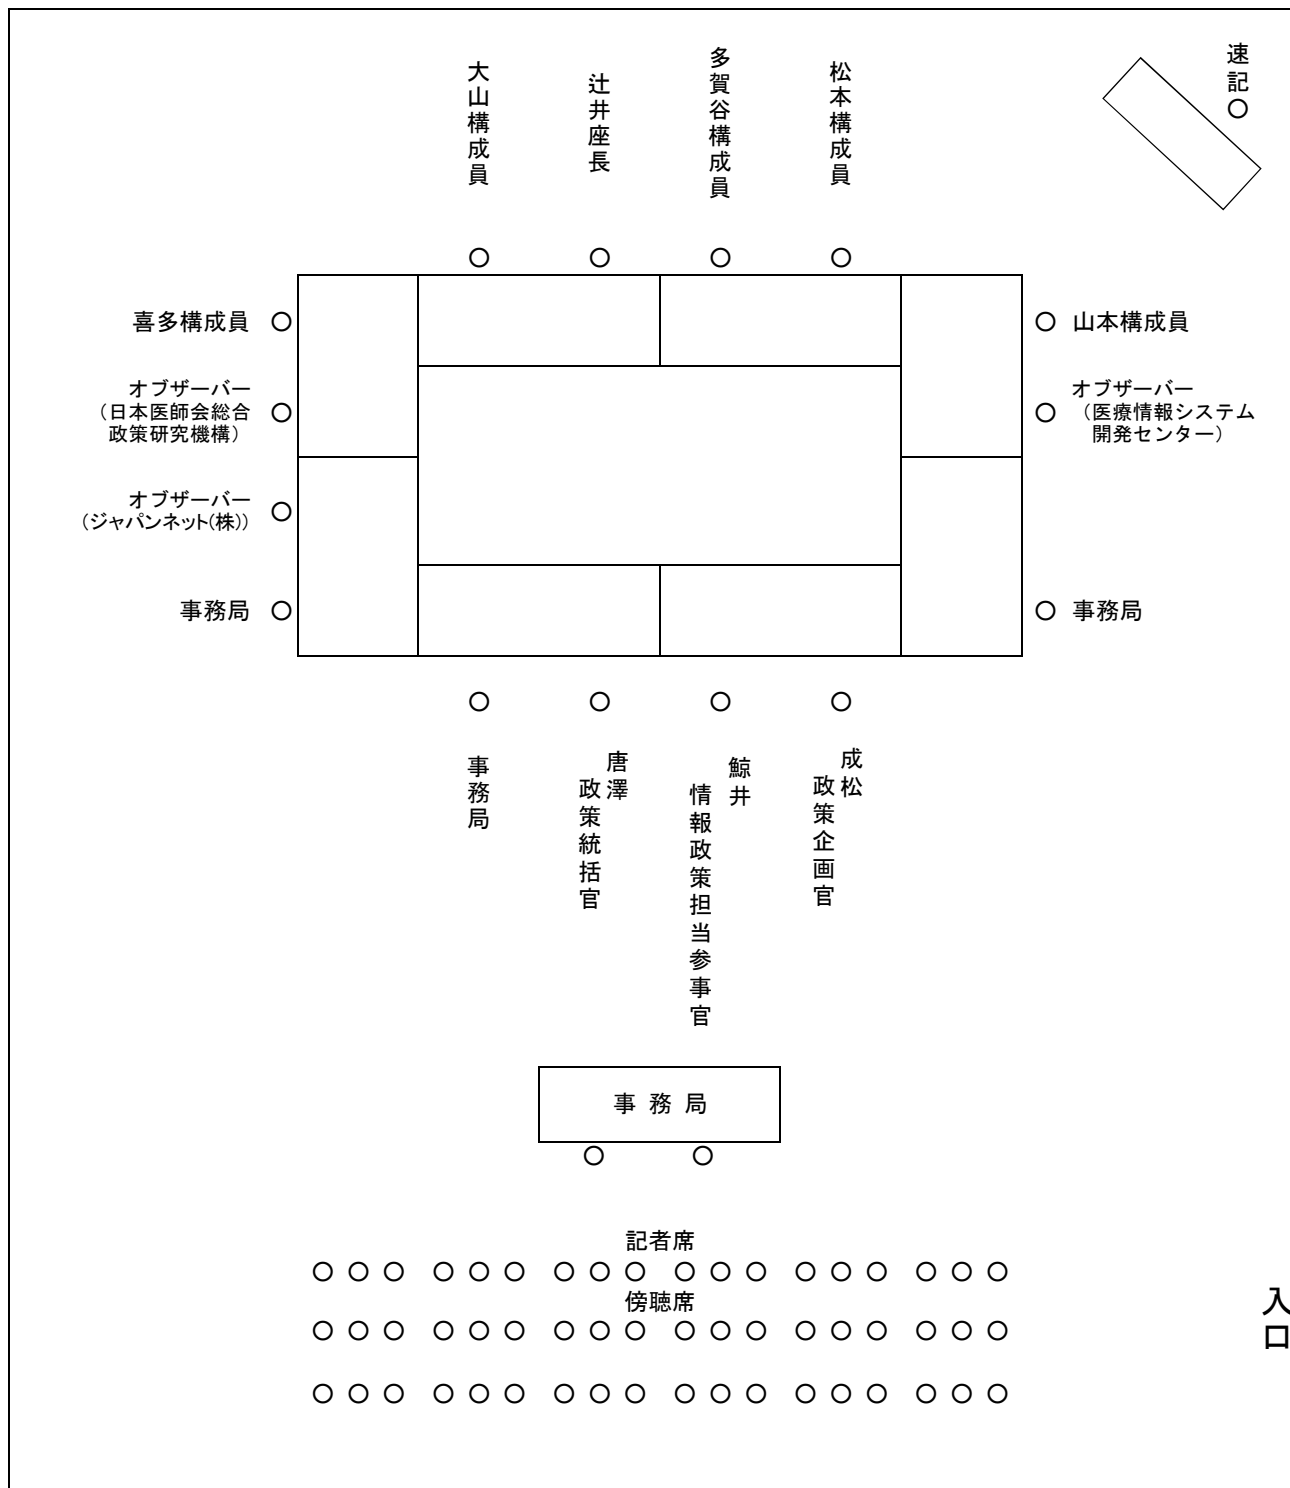 大山構成員
辻井座長
多賀谷構成員
松本構成員
速記
喜多構成員
オブザーバー
（日本医師会総合
政策研究機構）
オブザーバー
（ジャパンネット(株)）
事務局
山本構成員
オブザーバー
（医療情報システム
開発センター）
事務局
事務局
唐澤
政策統括官
鯨井
情報政策担当参事官
成松
政策企画官
事務局
記者席
傍聴席
入口